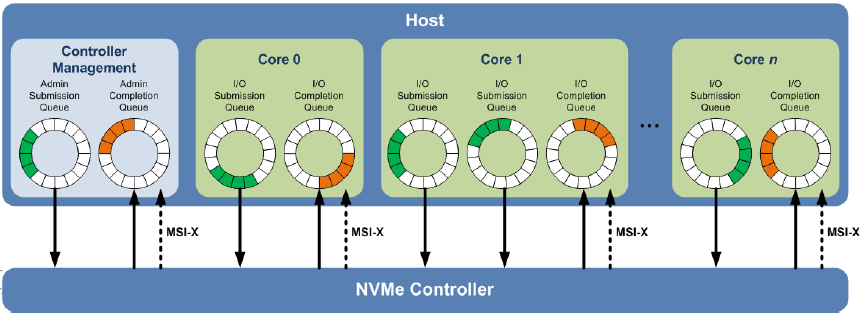 Host
Controller
Management
Admin
Submission
Queue
Admin
Completion
Queue
Core 0
I/O
Submission
Queue
I/O
Completion
Queue
Core 1
I/O
Submission
Queue
I/O
Submission
Queue
I/O
Completion
Queue
...
Core n
I/O
Submission
Queue
I/O
Completion
Queue
MSI-X
MSI-X
MSI-X
MSI-X
NVMe Controller